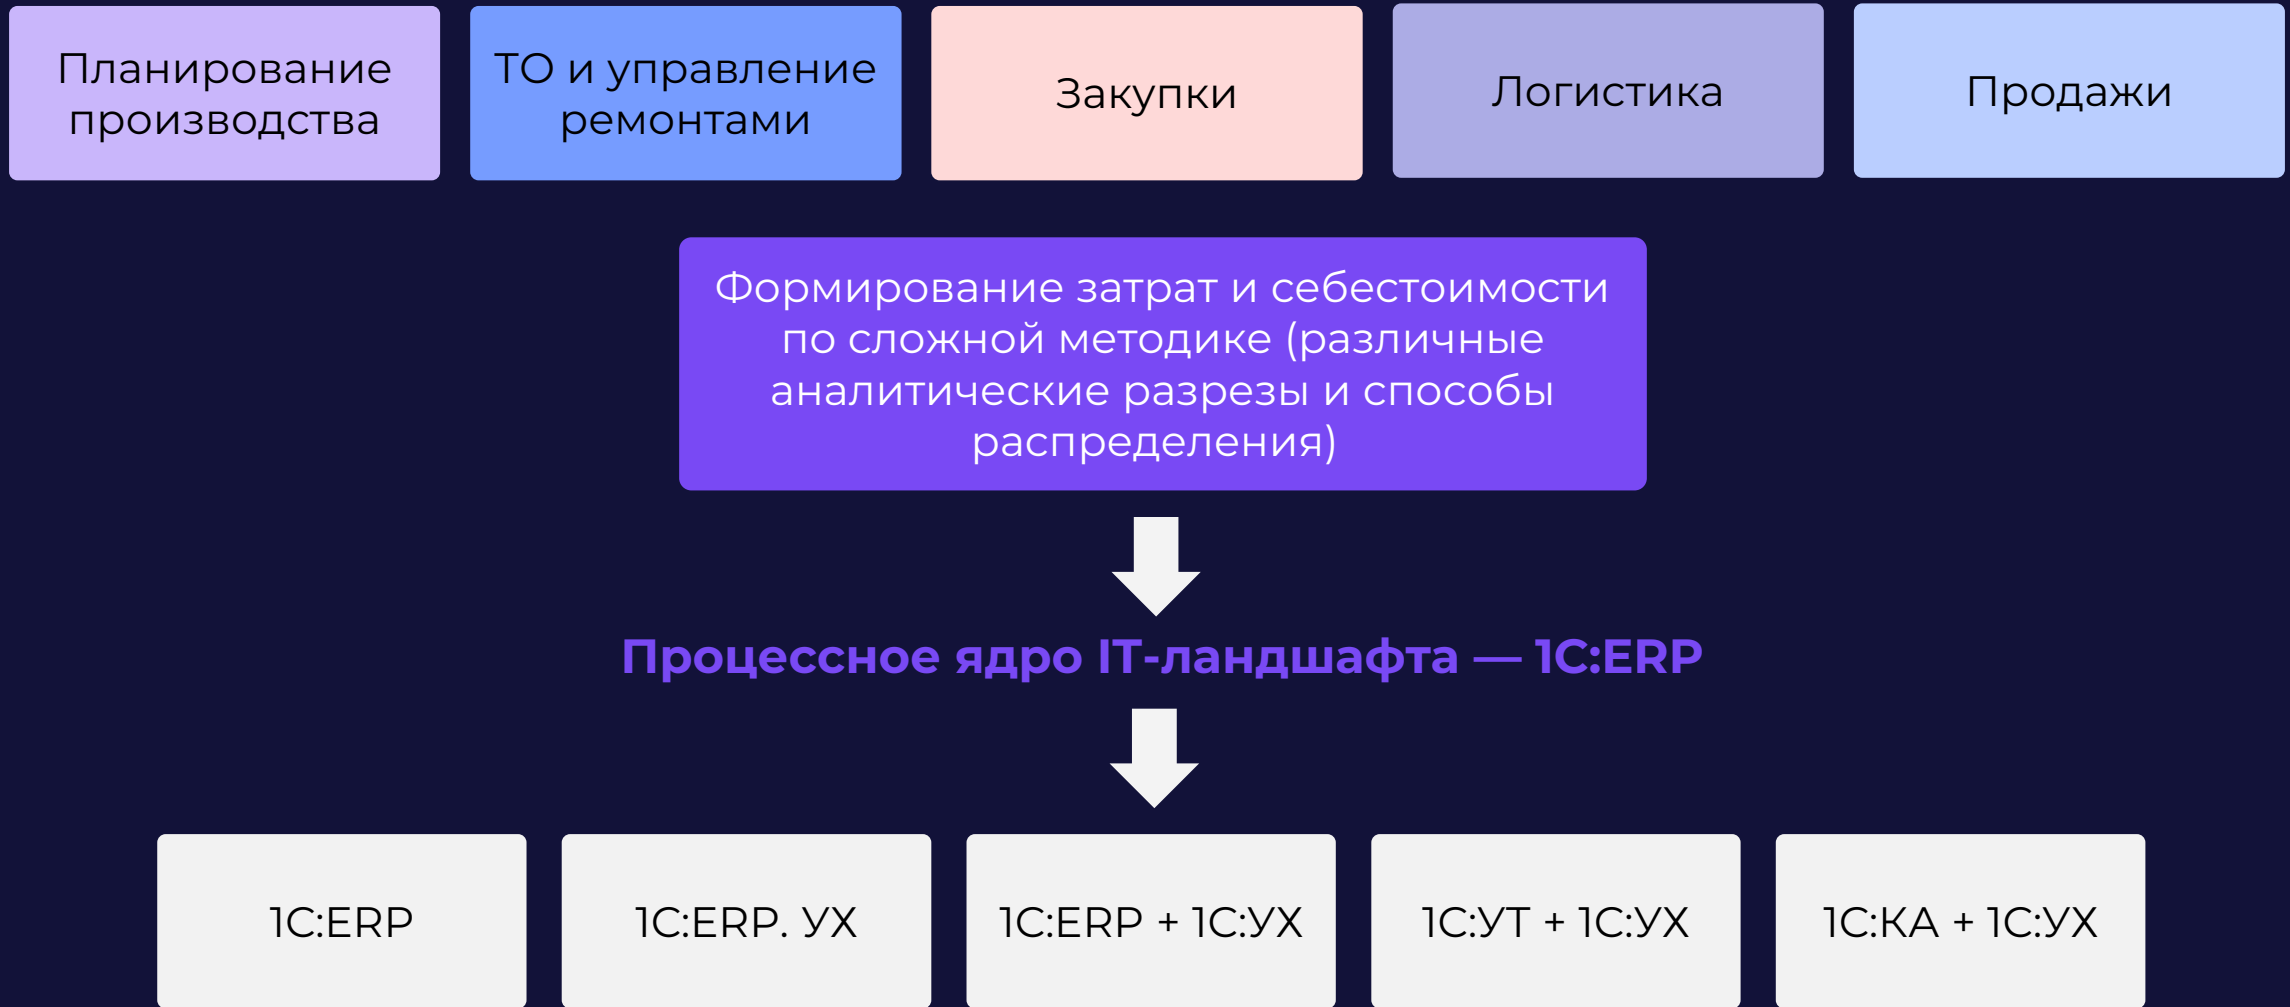 Планирование
производства
ТО и управление
ремонтами
Закупки
Логистика
Продажи
Формирование затрат и себестоимости
по сложной методике (различные
аналитические разрезы и способы
распределения)
Процессное ядро IT-ландшафта — 1С:ERP
1С:ERP
1С:ERP. УХ
1С:ERP + 1С:УХ
1С:УТ + 1С:УХ
1С:КА + 1С:УХ